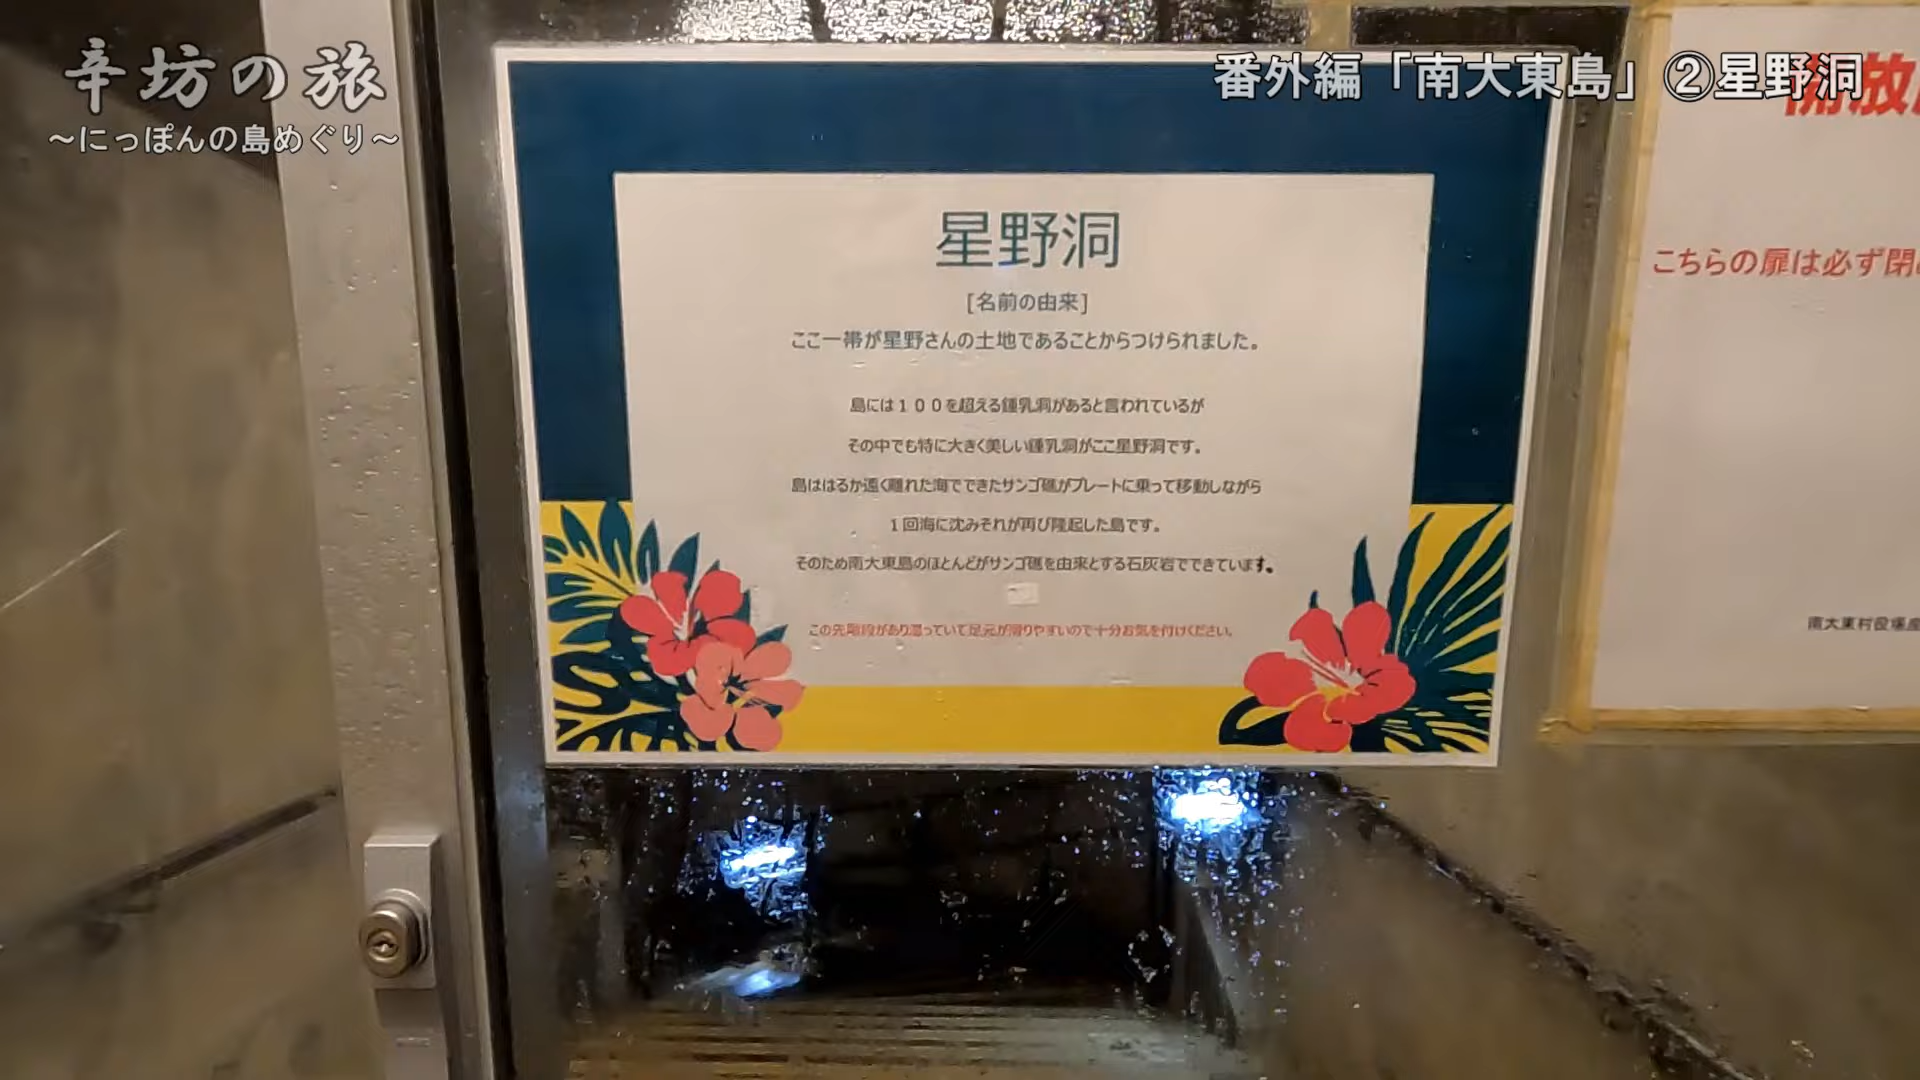 辛坊の旅
～にっぽんの島めぐり～
番外編「南大東島」②星野洞
星野洞
[名前の由来]
ここ一帯が星野さんの土地であることからつけられました。
島には１００を超える鍾乳洞があると言われているが
その中でも特に大きく美しい鍾乳洞がここ星野洞です。
島ははるか遠く離れた海でできたサンゴ礁がプレートに乗って移動しながら
１回海に沈みそれが再び隆起した島です。
そのため南大東島のほとんどがサンゴ礁を由来とする石灰岩でできています。
この先階段があり湿っていて足元が滑りやすいので十分お気を付けください。
開放
こちらの扉は必ず閉
南大東村役場産